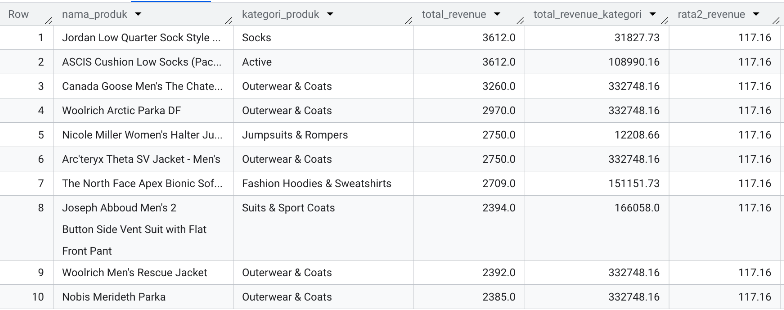 Row nama_produk kategori_produk total_revenue total_revenue_kategori rata2_revenue
1 Jordan Low Quarter Sock Style ... Socks 3612.0 31827.73 117.16
2 ASCIS Cushion Low Socks (Pac... Active 3612.0 108990.16 117.16
3 Canada Goose Men's The Chate... Outerwear & Coats 3260.0 332748.16 117.16
4 Woolrich Arctic Parka DF Outerwear & Coats 2970.0 332748.16 117.16
5 Nicole Miller Women's Halter Ju... Jumpsuits & Rompers 2750.0 12208.66 117.16
6 Arc'teryx Theta SV Jacket - Men's Outerwear & Coats 2750.0 332748.16 117.16
7 The North Face Apex Bionic Sof... Fashion Hoodies & Sweatshirts 2709.0 151151.73 117.16
8 Joseph Abboud Men's 2 Suits & Sport Coats 2394.0 166058.0 117.16
Button Side Vent Suit with Flat
Front Pant
9 Woolrich Men's Rescue Jacket Outerwear & Coats 2392.0 332748.16 117.16
10 Nobis Merideth Parka Outerwear & Coats 2385.0 332748.16 117.16